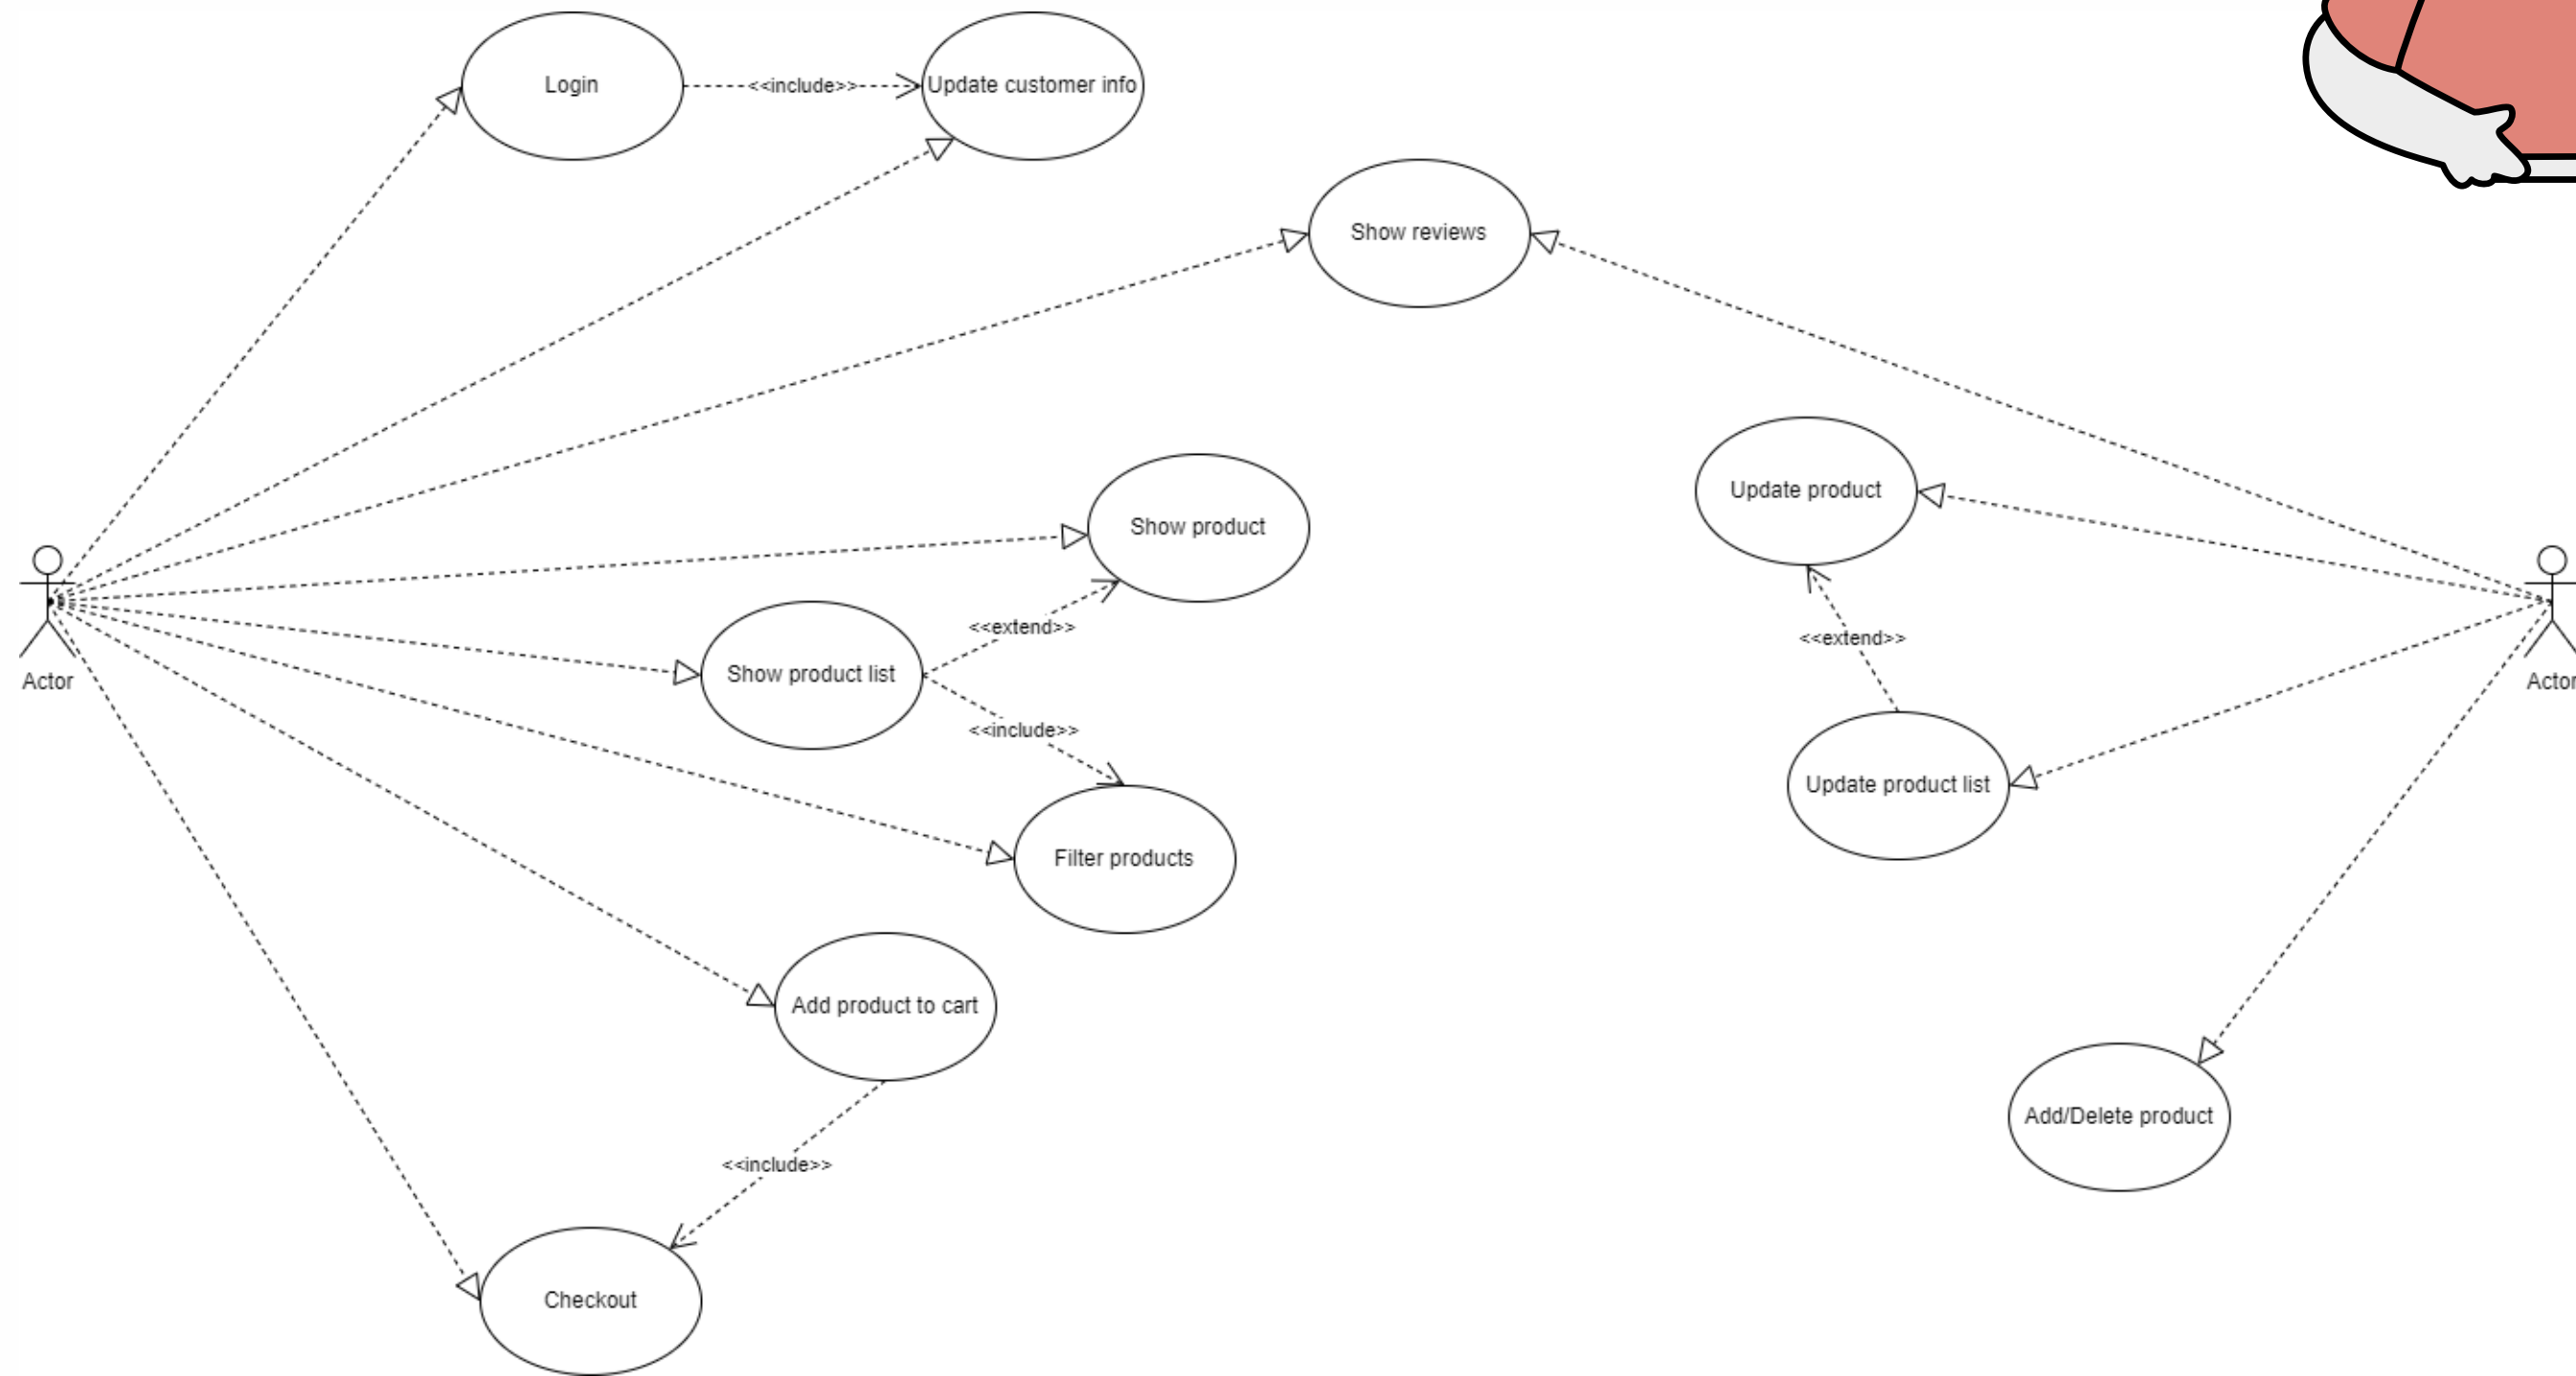 Login
<<include>>
Update customer info
Show reviews
Update product
Show product
<<extend>>
<<extend>>
Actor
Actor
Show product list
<<include>>
Update product list
Filter products
Add product to cart
Add/Delete product
<<include>>
Checkout